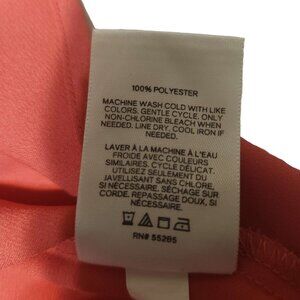 100% POLYESTER
MACHINE WASH COLD WITH LIKE
COLORS. GENTLE CYCLE. ONLY
NON-CHLORINE BLEACH WHEN
NEEDED. LINE DRY. COOL IRON IF
NEEDED.
LAVER À LA MACHINE À L'EAU
FROIDE AVEC COULEURS
SIMILAIRES. CYCLE DÉLICAT.
UTILISEZ SEULEMENT DU
JAVELLISANT SANS CHLORE,
SI NÉCESSAIRE. SÉCHAGE SUR
CORDE. REPASSAGE DOUX,
SI NÉCESSAIRE.
RN# 55285